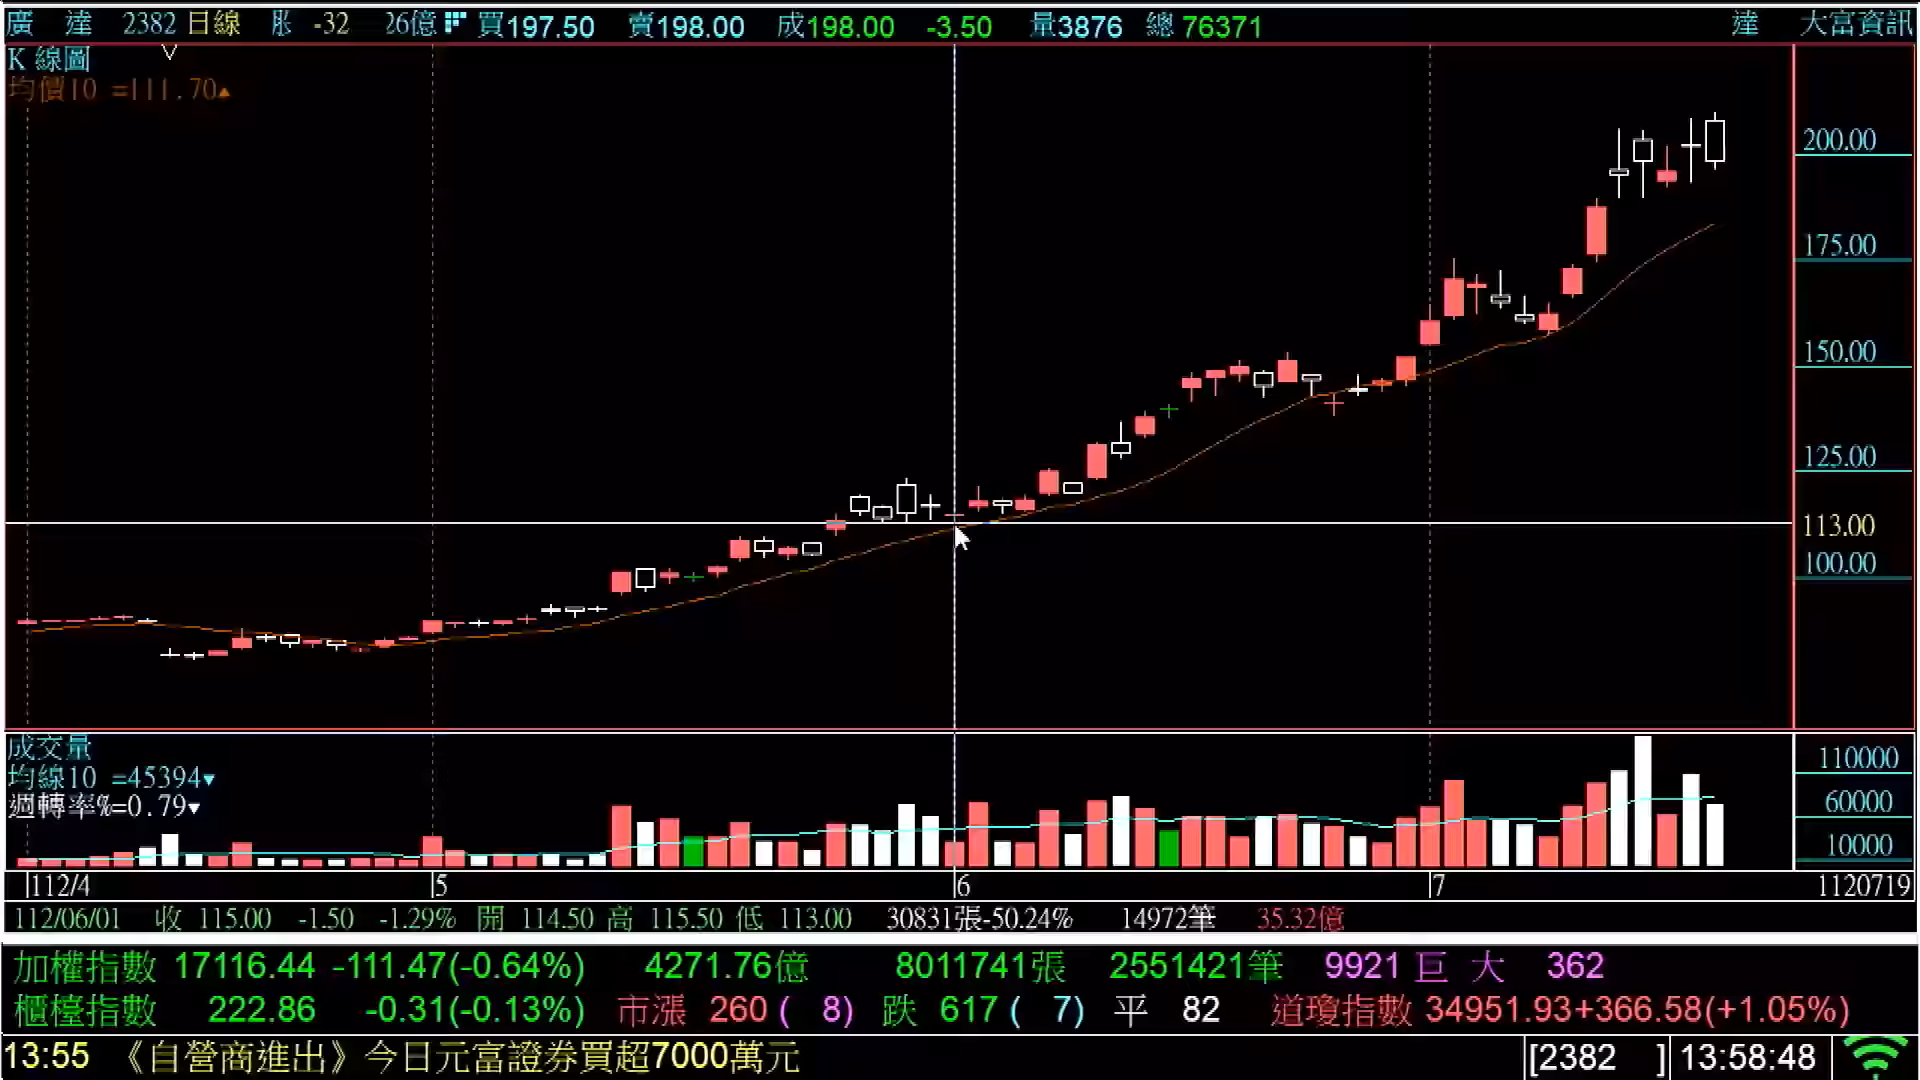 廣 達 2382 日線 -32 26億 買197.50 賣198.00 成198.00 -3.50 量3876 總 76371 達 大富資訊
K 線圖
均價10 =111.70▲
200.00
175.00
150.00
125.00
113.00
100.00
成交量
均線10 =45394▼
週轉率%=0.79▼
110000
60000
10000
112/4 5 6 7 1120719
112/06/01 收 115.00 -1.50 -1.29% 開 114.50 高 115.50 低 113.00 30831張-50.24% 14972筆 35.32億
加權指數 17116.44 -111.47(-0.64%) 4271.76億 8011741張 2551421筆 9921 巨 大 362
櫃檯指數 222.86 -0.31(-0.13%) 市漲 260 ( 8) 跌 617 ( 7) 平 82 道瓊指數 34951.93+366.58(+1.05%)
13:55 《自營商進出》今日元富證券買超7000萬元 [2382 ] 13:58:48